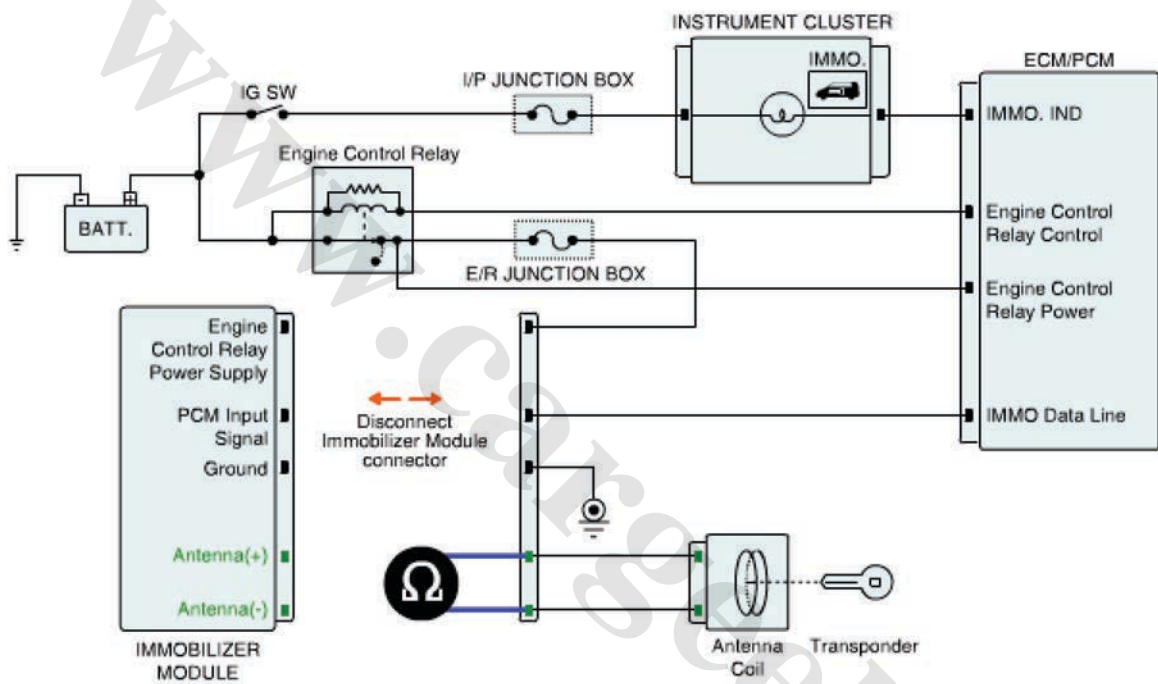 INSTRUMENT CLUSTER
IMMO.
ECM/PCM
I/P JUNCTION BOX
IG SW
IMMO. IND
Engine Control Relay
BATT.
-
+
Engine Control
Relay Control
E/R JUNCTION BOX
Engine Control
Relay Power
Engine
Control Relay
Power Supply
PCM Input
Signal
Ground
Antenna(+)
Antenna(-)
IMMOBILIZER
MODULE
Disconnect
Immobilizer Module
connector
IMMO Data Line
Ω
Antenna
Coil
Transponder
www.cargee